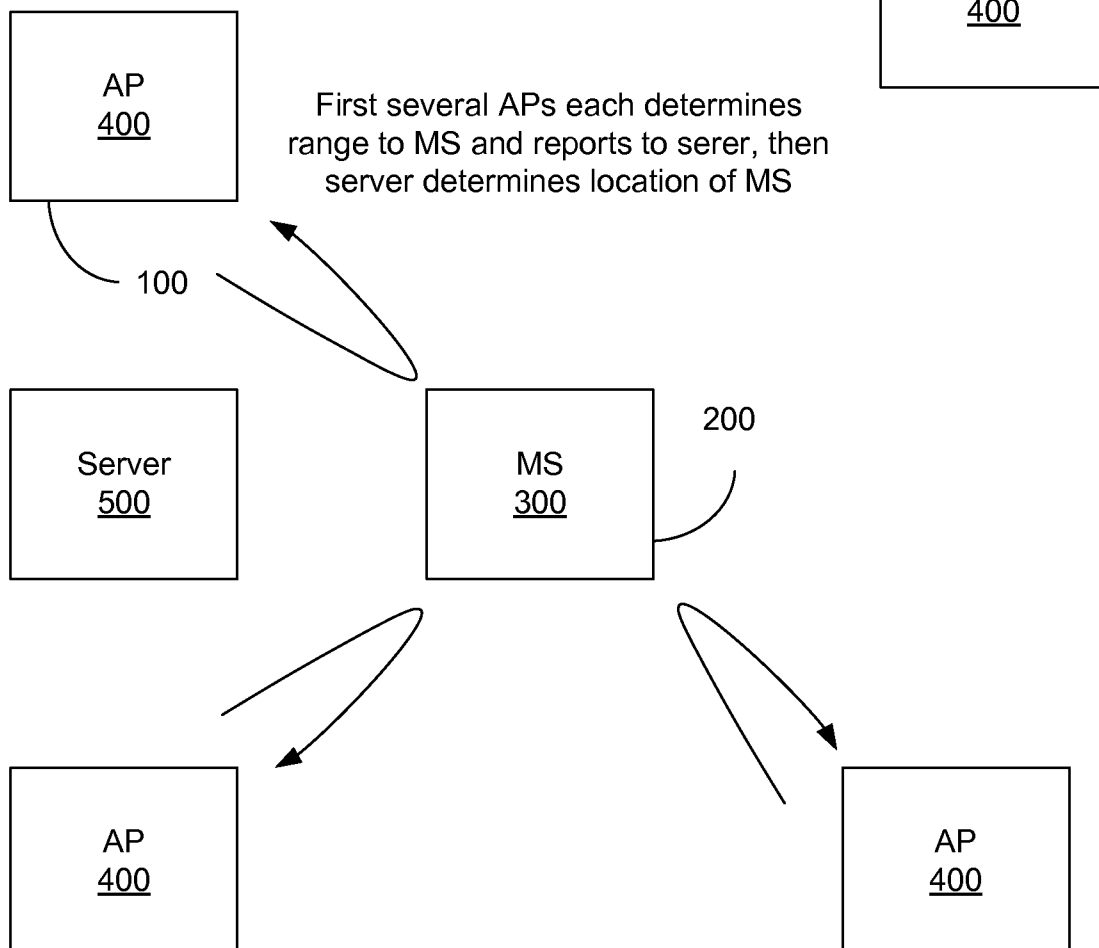 400
AP
400
First several APs each determines
range to MS and reports to serer, then
server determines location of MS
100
200
Server
500
MS
300
AP
400
AP
400